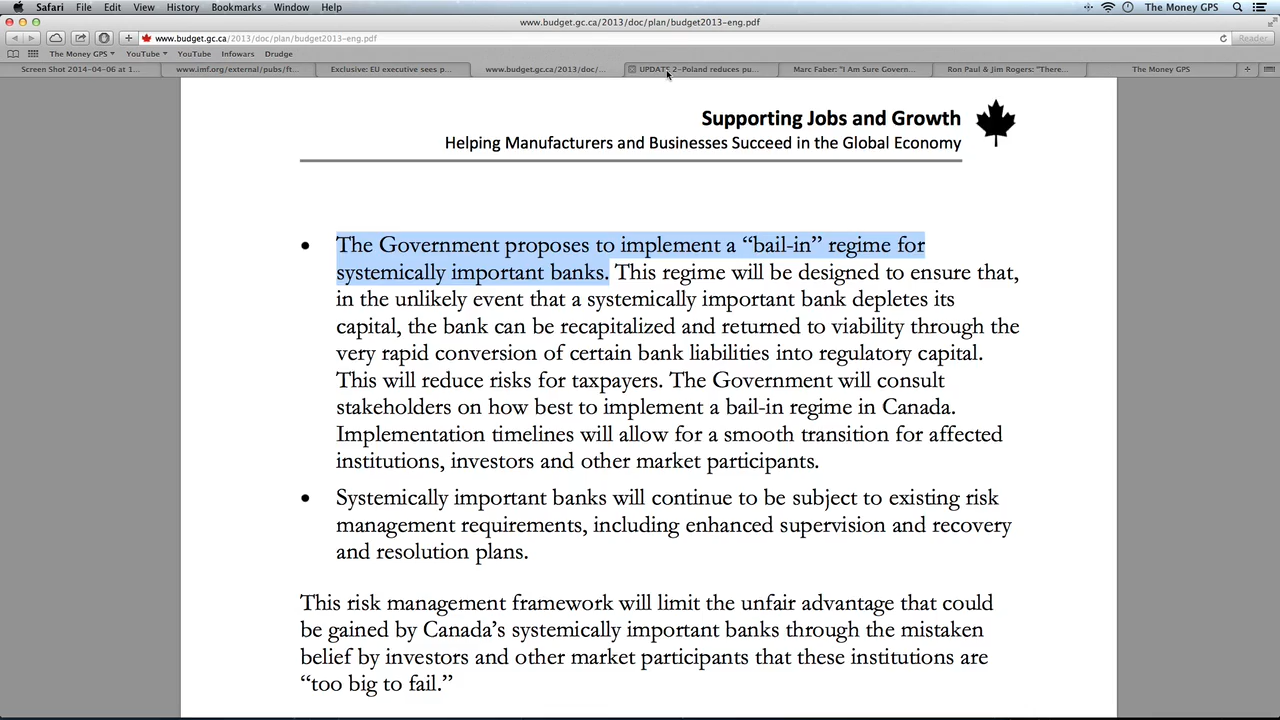 Safari File Edit View History Bookmarks Window Help The Money GPS
www.budget.gc.ca/2013/doc/plan/budget2013-eng.pdf
www.budget.gc.ca/2013/doc/plan/budget2013-eng.pdf Reader
The Money GPS YouTube YouTube Infowars Drudge
Screen Shot 2014-04-06 at 1... www.imf.org/external/pubs/ft... Exclusive: EU executive sees p... www.budget.gc.ca/2013/doc/... UPDATE 2-Poland reduces pu... Marc Faber: "I Am Sure Govern... Ron Paul & Jim Rogers: "There... The Money GPS
Supporting Jobs and Growth
Helping Manufacturers and Businesses Succeed in the Global Economy
• The Government proposes to implement a “bail-in” regime for
systemically important banks. This regime will be designed to ensure that,
in the unlikely event that a systemically important bank depletes its
capital, the bank can be recapitalized and returned to viability through the
very rapid conversion of certain bank liabilities into regulatory capital.
This will reduce risks for taxpayers. The Government will consult
stakeholders on how best to implement a bail-in regime in Canada.
Implementation timelines will allow for a smooth transition for affected
institutions, investors and other market participants.
• Systemically important banks will continue to be subject to existing risk
management requirements, including enhanced supervision and recovery
and resolution plans.
This risk management framework will limit the unfair advantage that could
be gained by Canada’s systemically important banks through the mistaken
belief by investors and other market participants that these institutions are
“too big to fail.”